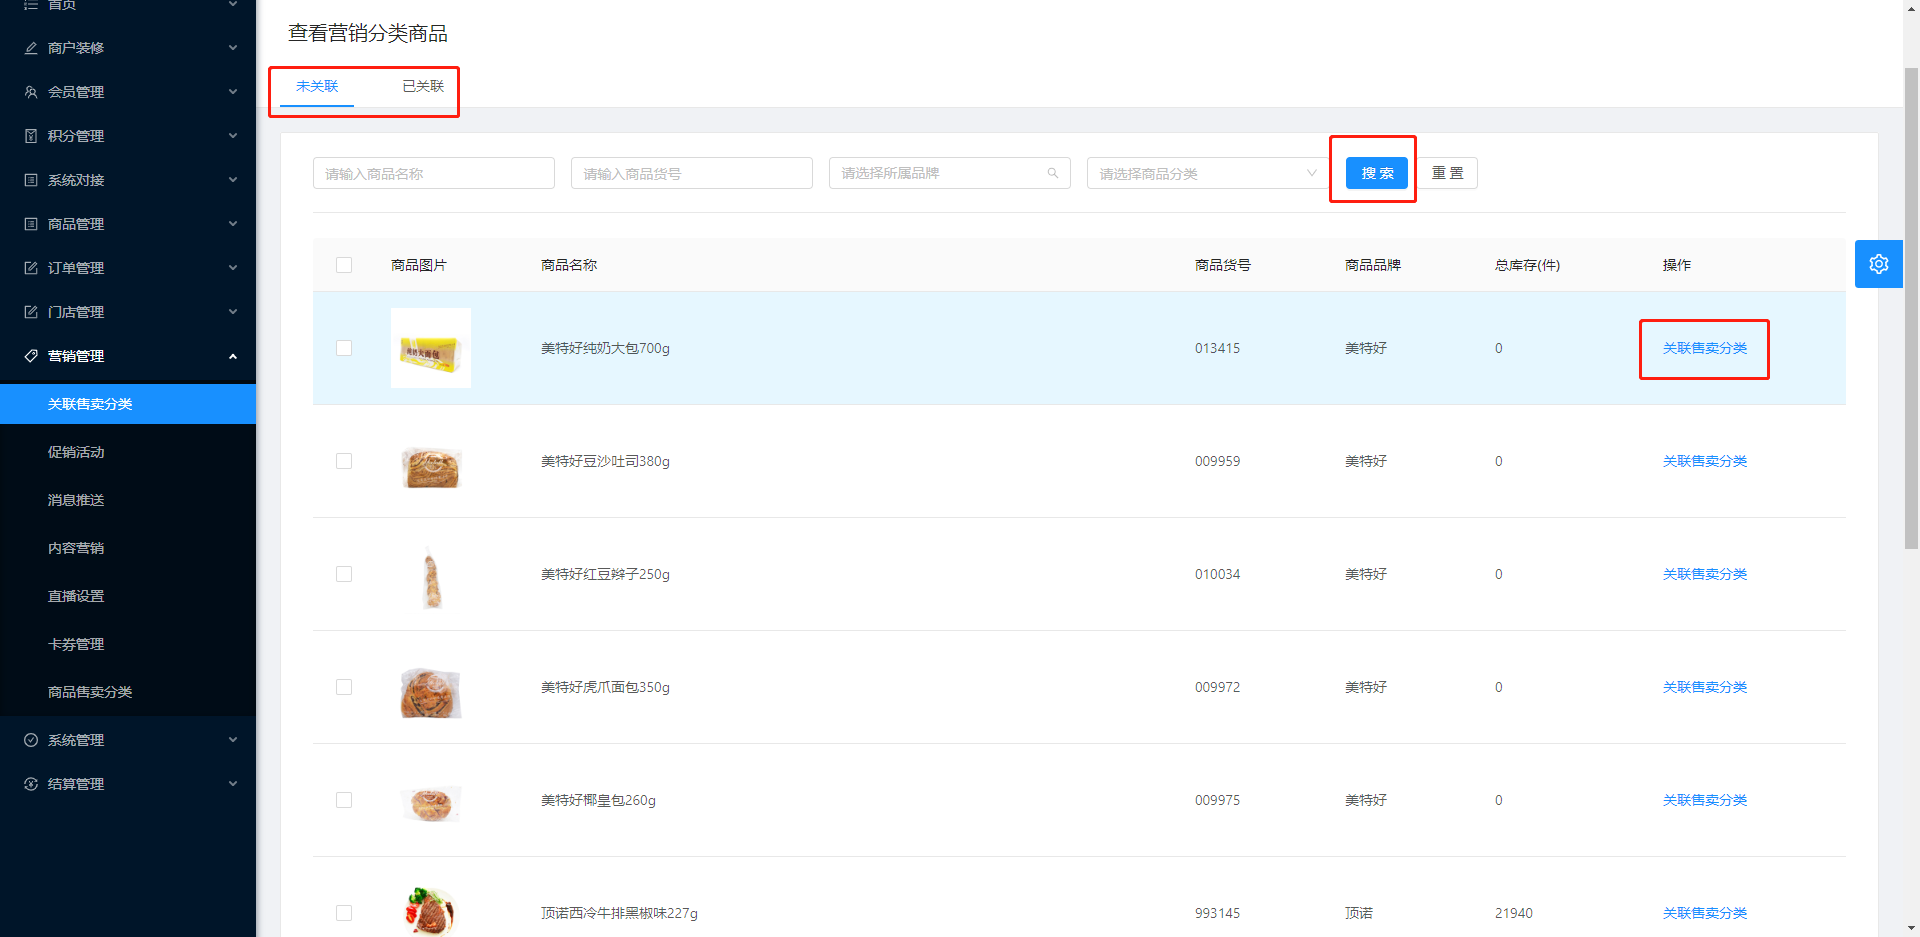 首页
商户装修
会员管理
积分管理
系统对接
商品管理
订单管理
门店管理
营销管理
关联售卖分类
促销活动
消息推送
内容营销
直播设置
卡券管理
商品售卖分类
系统管理
结算管理
查看营销分类商品
未关联 已关联
请输入商品名称 请输入商品货号 请选择所属品牌 请选择商品分类 搜 索 重 置
商品图片 商品名称 商品货号 商品品牌 总库存(件) 操作
美特好纯奶大包700g 013415 美特好 0 关联售卖分类
美特好豆沙吐司380g 009959 美特好 0 关联售卖分类
美特好红豆辫子250g 010034 美特好 0 关联售卖分类
美特好虎爪面包350g 009972 美特好 0 关联售卖分类
美特好椰皇包260g 009975 美特好 0 关联售卖分类
顶诺西冷牛排黑椒味227g 993145 顶诺 21940 关联售卖分类